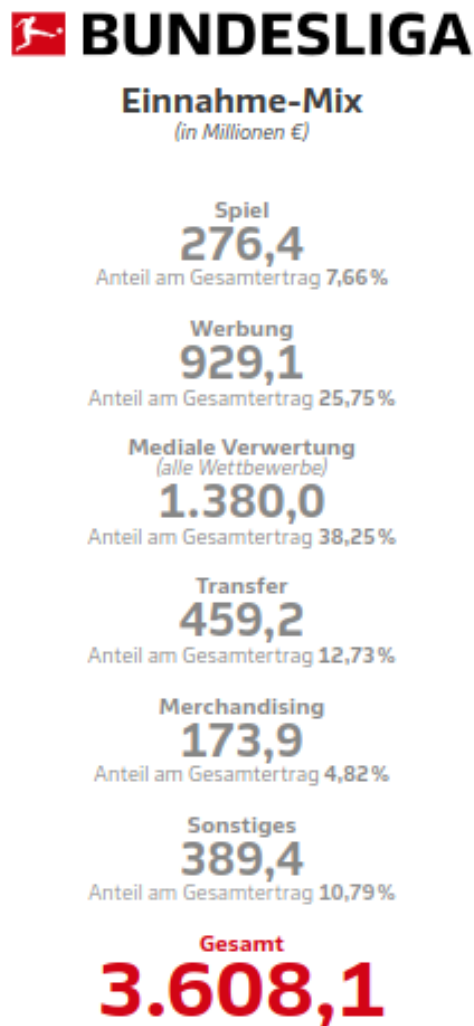 BUNDESLIGA
Einnahme-Mix
(in Millionen €)
Spiel
276,4
Anteil am Gesamtertrag 7,66%
Werbung
929,1
Anteil am Gesamtertrag 25,75%
Mediale Verwertung
(alle Wettbewerbe)
1.380,0
Anteil am Gesamtertrag 38,25%
Transfer
459,2
Anteil am Gesamtertrag 12,73%
Merchandising
173,9
Anteil am Gesamtertrag 4,82%
Sonstiges
389,4
Anteil am Gesamtertrag 10,79%
Gesamt
3.608,1